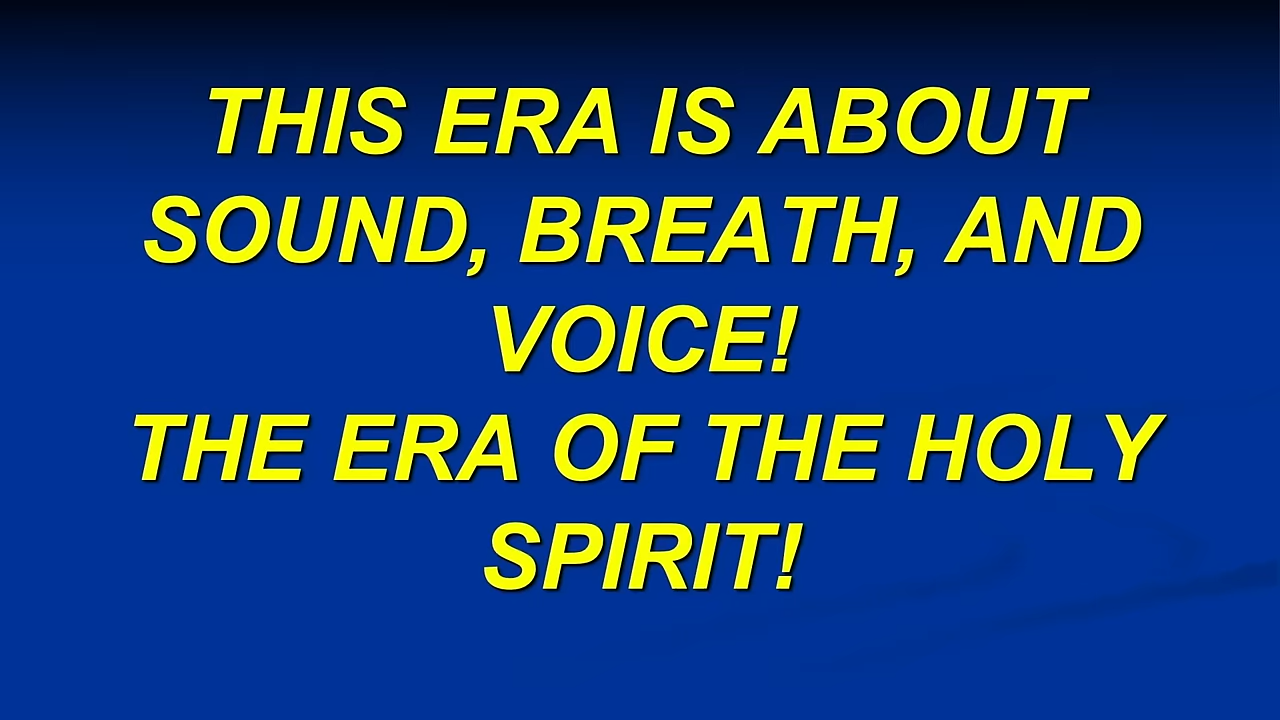 THIS ERA IS ABOUT
SOUND, BREATH, AND
VOICE!
THE ERA OF THE HOLY
SPIRIT!